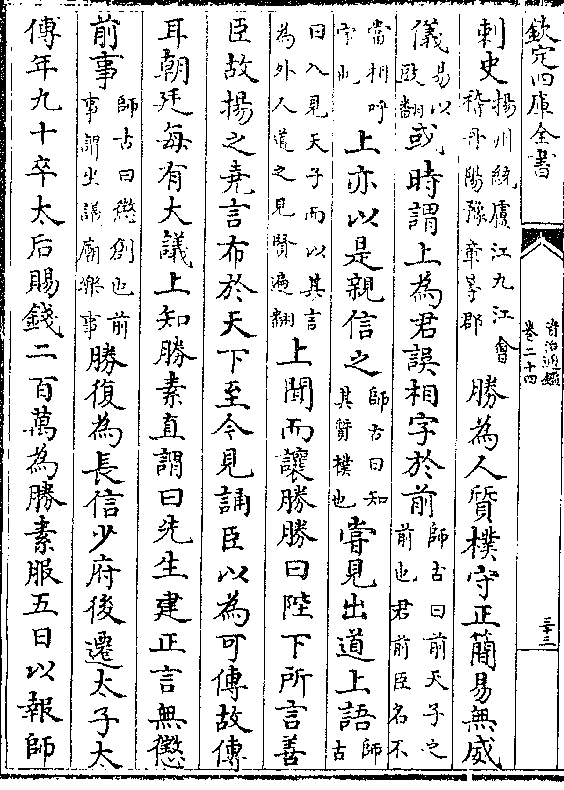 欽定四庫全書
資治通鑑
卷二十四
三十三
刺史揚州統廬江九江會稽丹陽豫章等郡勝為人質樸守正簡易無威
儀易以豉翻或時謂上為君誤相字於前師古曰前天子之前也君前臣名不
當相呼字也上亦以是親信之師古曰知其質樸也嘗見出道上語師古
曰入見天子而以其言為外人道之見賢遍翻上聞而讓勝勝曰陛下所言善
臣故揚之堯言布於天下至今見誦臣以為可傳故傳
耳朝廷每有大議上知勝素直謂曰先生建正言無懲
前事師古曰懲創也前事謂坐議廟樂事勝復為長信少府後遷太子太
傅年九十卒太后賜錢二百萬為勝素服五日以報師